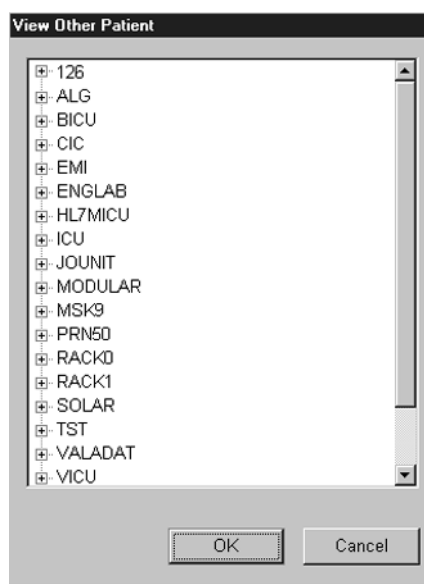 View Other Patient
126
ALG
BICU
CIC
EMI
ENGLAB
HL7MICU
ICU
JOUNIT
MODULAR
MSK9
PRN50
RACK0
RACK1
SOLAR
TST
VALADAT
VICU
OK Cancel